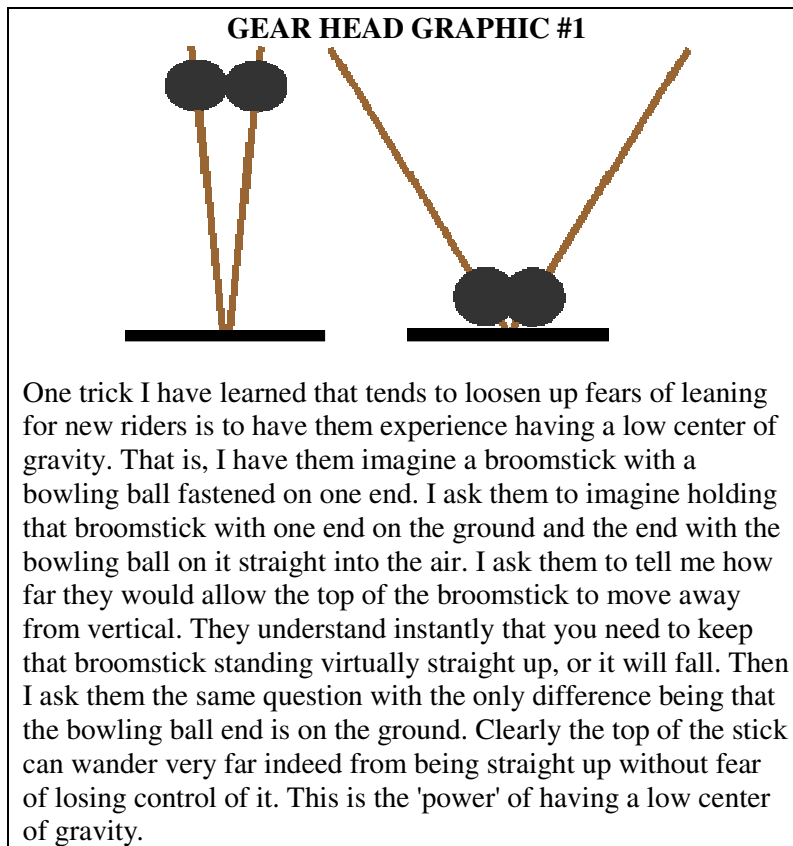 GEAR HEAD GRAPHIC #1
One trick I have learned that tends to loosen up fears of leaning
for new riders is to have them experience having a low center of
gravity. That is, I have them imagine a broomstick with a
bowling ball fastened on one end. I ask them to imagine holding
that broomstick with one end on the ground and the end with the
bowling ball on it straight into the air. I ask them to tell me how
far they would allow the top of the broomstick to move away
from vertical. They understand instantly that you need to keep
that broomstick standing virtually straight up, or it will fall. Then
I ask them the same question with the only difference being that
the bowling ball end is on the ground. Clearly the top of the stick
can wander very far indeed from being straight up without fear
of losing control of it. This is the 'power' of having a low center
of gravity.